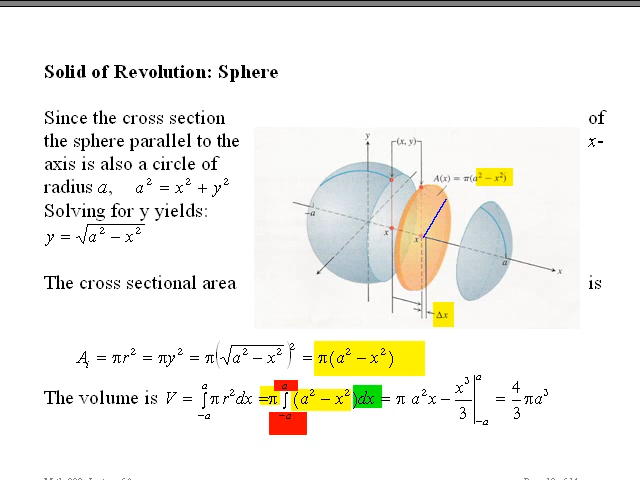 Solid of Revolution: Sphere
Since the cross section of
the sphere parallel to the x-
axis is also a circle of
radius a, a² = x² + y²
Solving for y yields:
y = √(a² − x²)
The cross sectional area is
y
(x, y)
A(x) = π(a² − x²)
−a
x
x
a
x
Δx
A_i = πr² = πy² = π(√(a² − x²))² = π(a² − x²)
The volume is V = ∫_{−a}^{a} πr²dx = π ∫_{−a}^{a} (a² − x²)dx = π a²x − x³/3 |_{−a}^{a} = 4/3 πa³